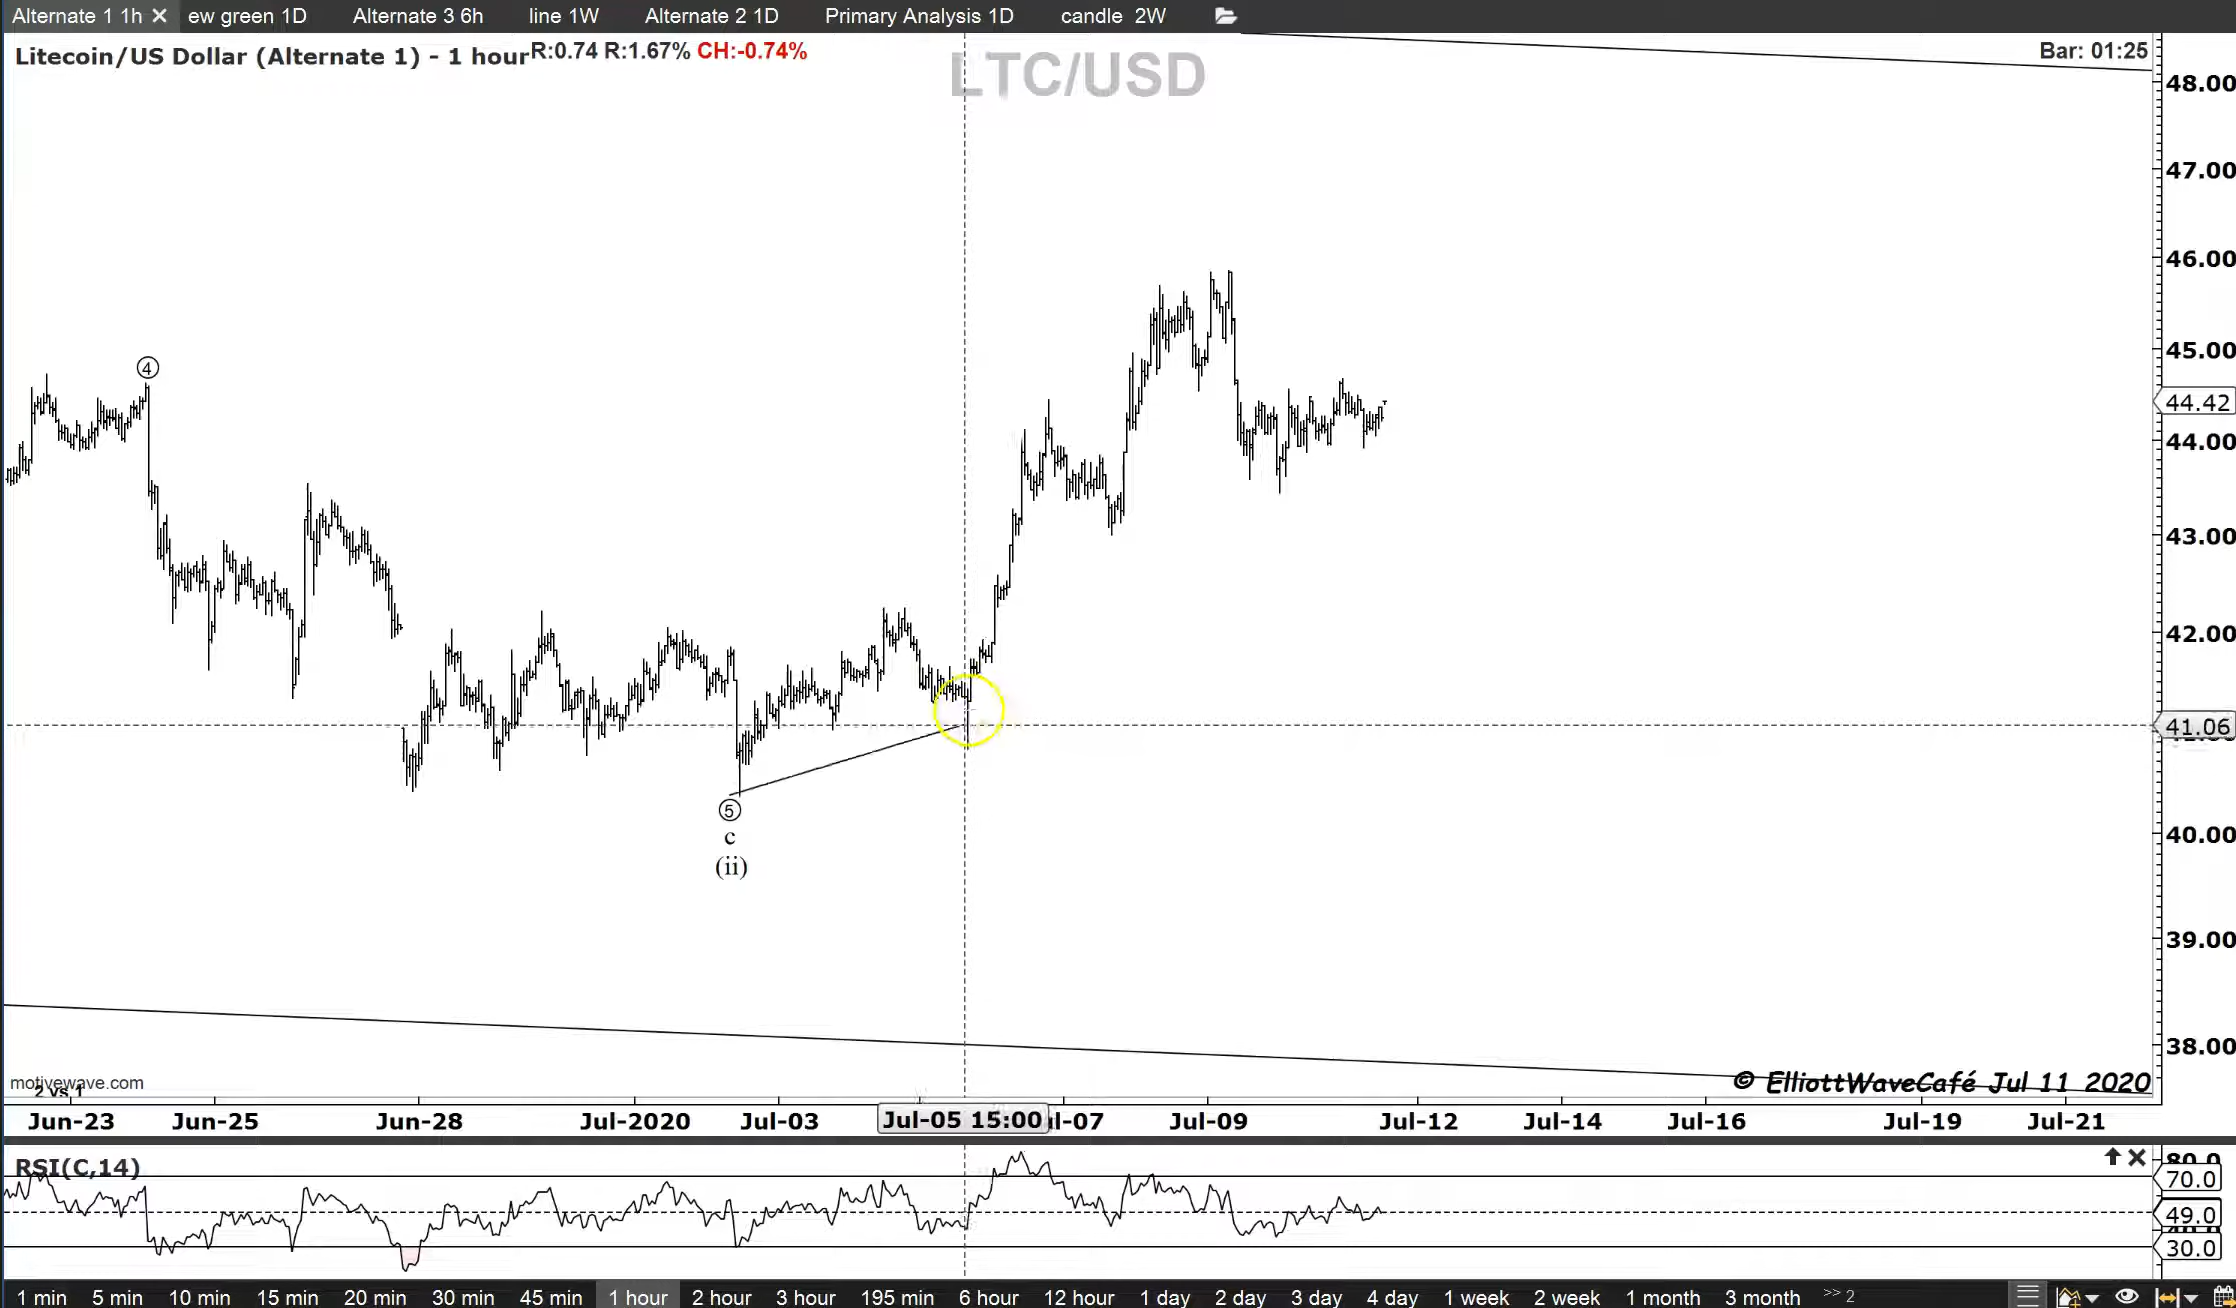 Alternate 1 1h ew green 1D Alternate 3 6h line 1W Alternate 2 1D Primary Analysis 1D candle 2W
Litecoin/US Dollar (Alternate 1) - 1 hour R:0.74 R:1.67% CH:-0.74%
LTC/USD
Bar: 01:25
48.00
47.00
46.00
45.00
4
44.42
44.00
43.00
42.00
41.06
5
c
(ii)
40.00
39.00
38.00
motivewave.com
2 vs 1
© ElliottWaveCafé Jul 11 2020
Jun-23 Jun-25 Jun-28 Jul-2020 Jul-03 Jul-05 15:00 l-07 Jul-09 Jul-12 Jul-14 Jul-16 Jul-19 Jul-21
RSI(C,14)
80.0
70.0
49.0
30.0
1 min 5 min 10 min 15 min 20 min 30 min 45 min 1 hour 2 hour 3 hour 195 min 6 hour 12 hour 1 day 2 day 3 day 4 day 1 week 2 week 1 month 3 month >> 2